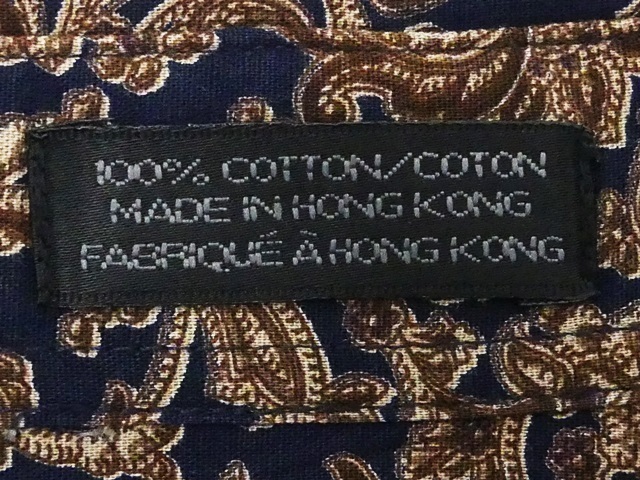 100% COTTON/COTON
MADE IN HONG KONG
FABRIQUÉ À HONG KONG